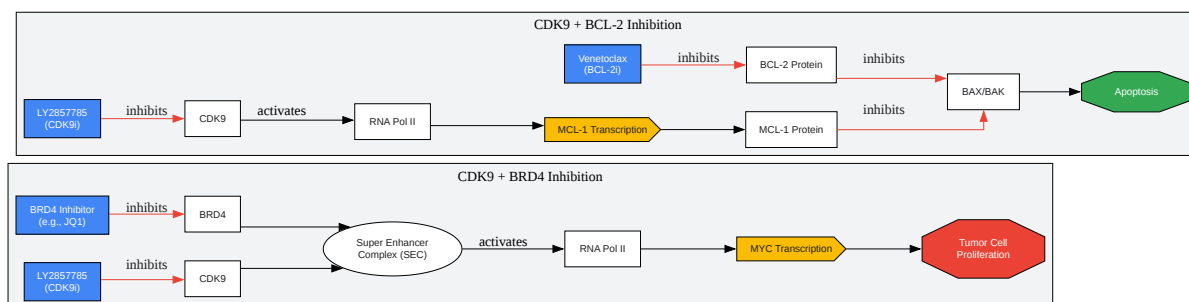 CDK9 + BCL-2 Inhibition
Venetoclax
(BCL-2i)
inhibits
BCL-2 Protein
inhibits
BAX/BAK
Apoptosis
LY2857785
(CDK9i)
inhibits
CDK9
activates
RNA Pol II
MCL-1 Transcription
MCL-1 Protein
inhibits
CDK9 + BRD4 Inhibition
BRD4 Inhibitor
(e.g., JQ1)
inhibits
BRD4
Super Enhancer
Complex (SEC)
activates
RNA Pol II
MYC Transcription
Tumor Cell
Proliferation
LY2857785
(CDK9i)
inhibits
CDK9